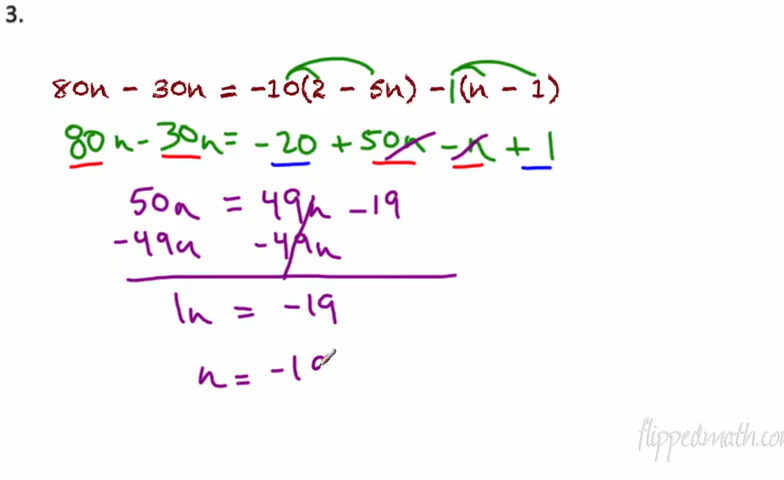 3.
80n - 30n = -10(2 - 5n) -1(n - 1)
80n - 30n = -20 + 50n - n + 1
50n = 49n - 19
-49n -49n
1n = -19
n = -19
flippedmath.com